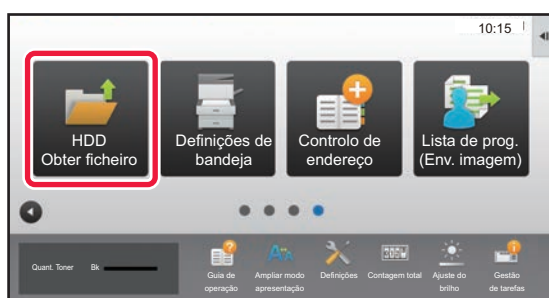 10:15
HDD
Obter ficheiro
Definições de
bandeja
Controlo de
endereço
Lista de prog.
(Env. imagem)
Quant. Toner Bk
Guia de
operação
Ampliar modo
apresentação
Definições
Contagem total
Ajuste do
brilho
Gestão
de tarefas